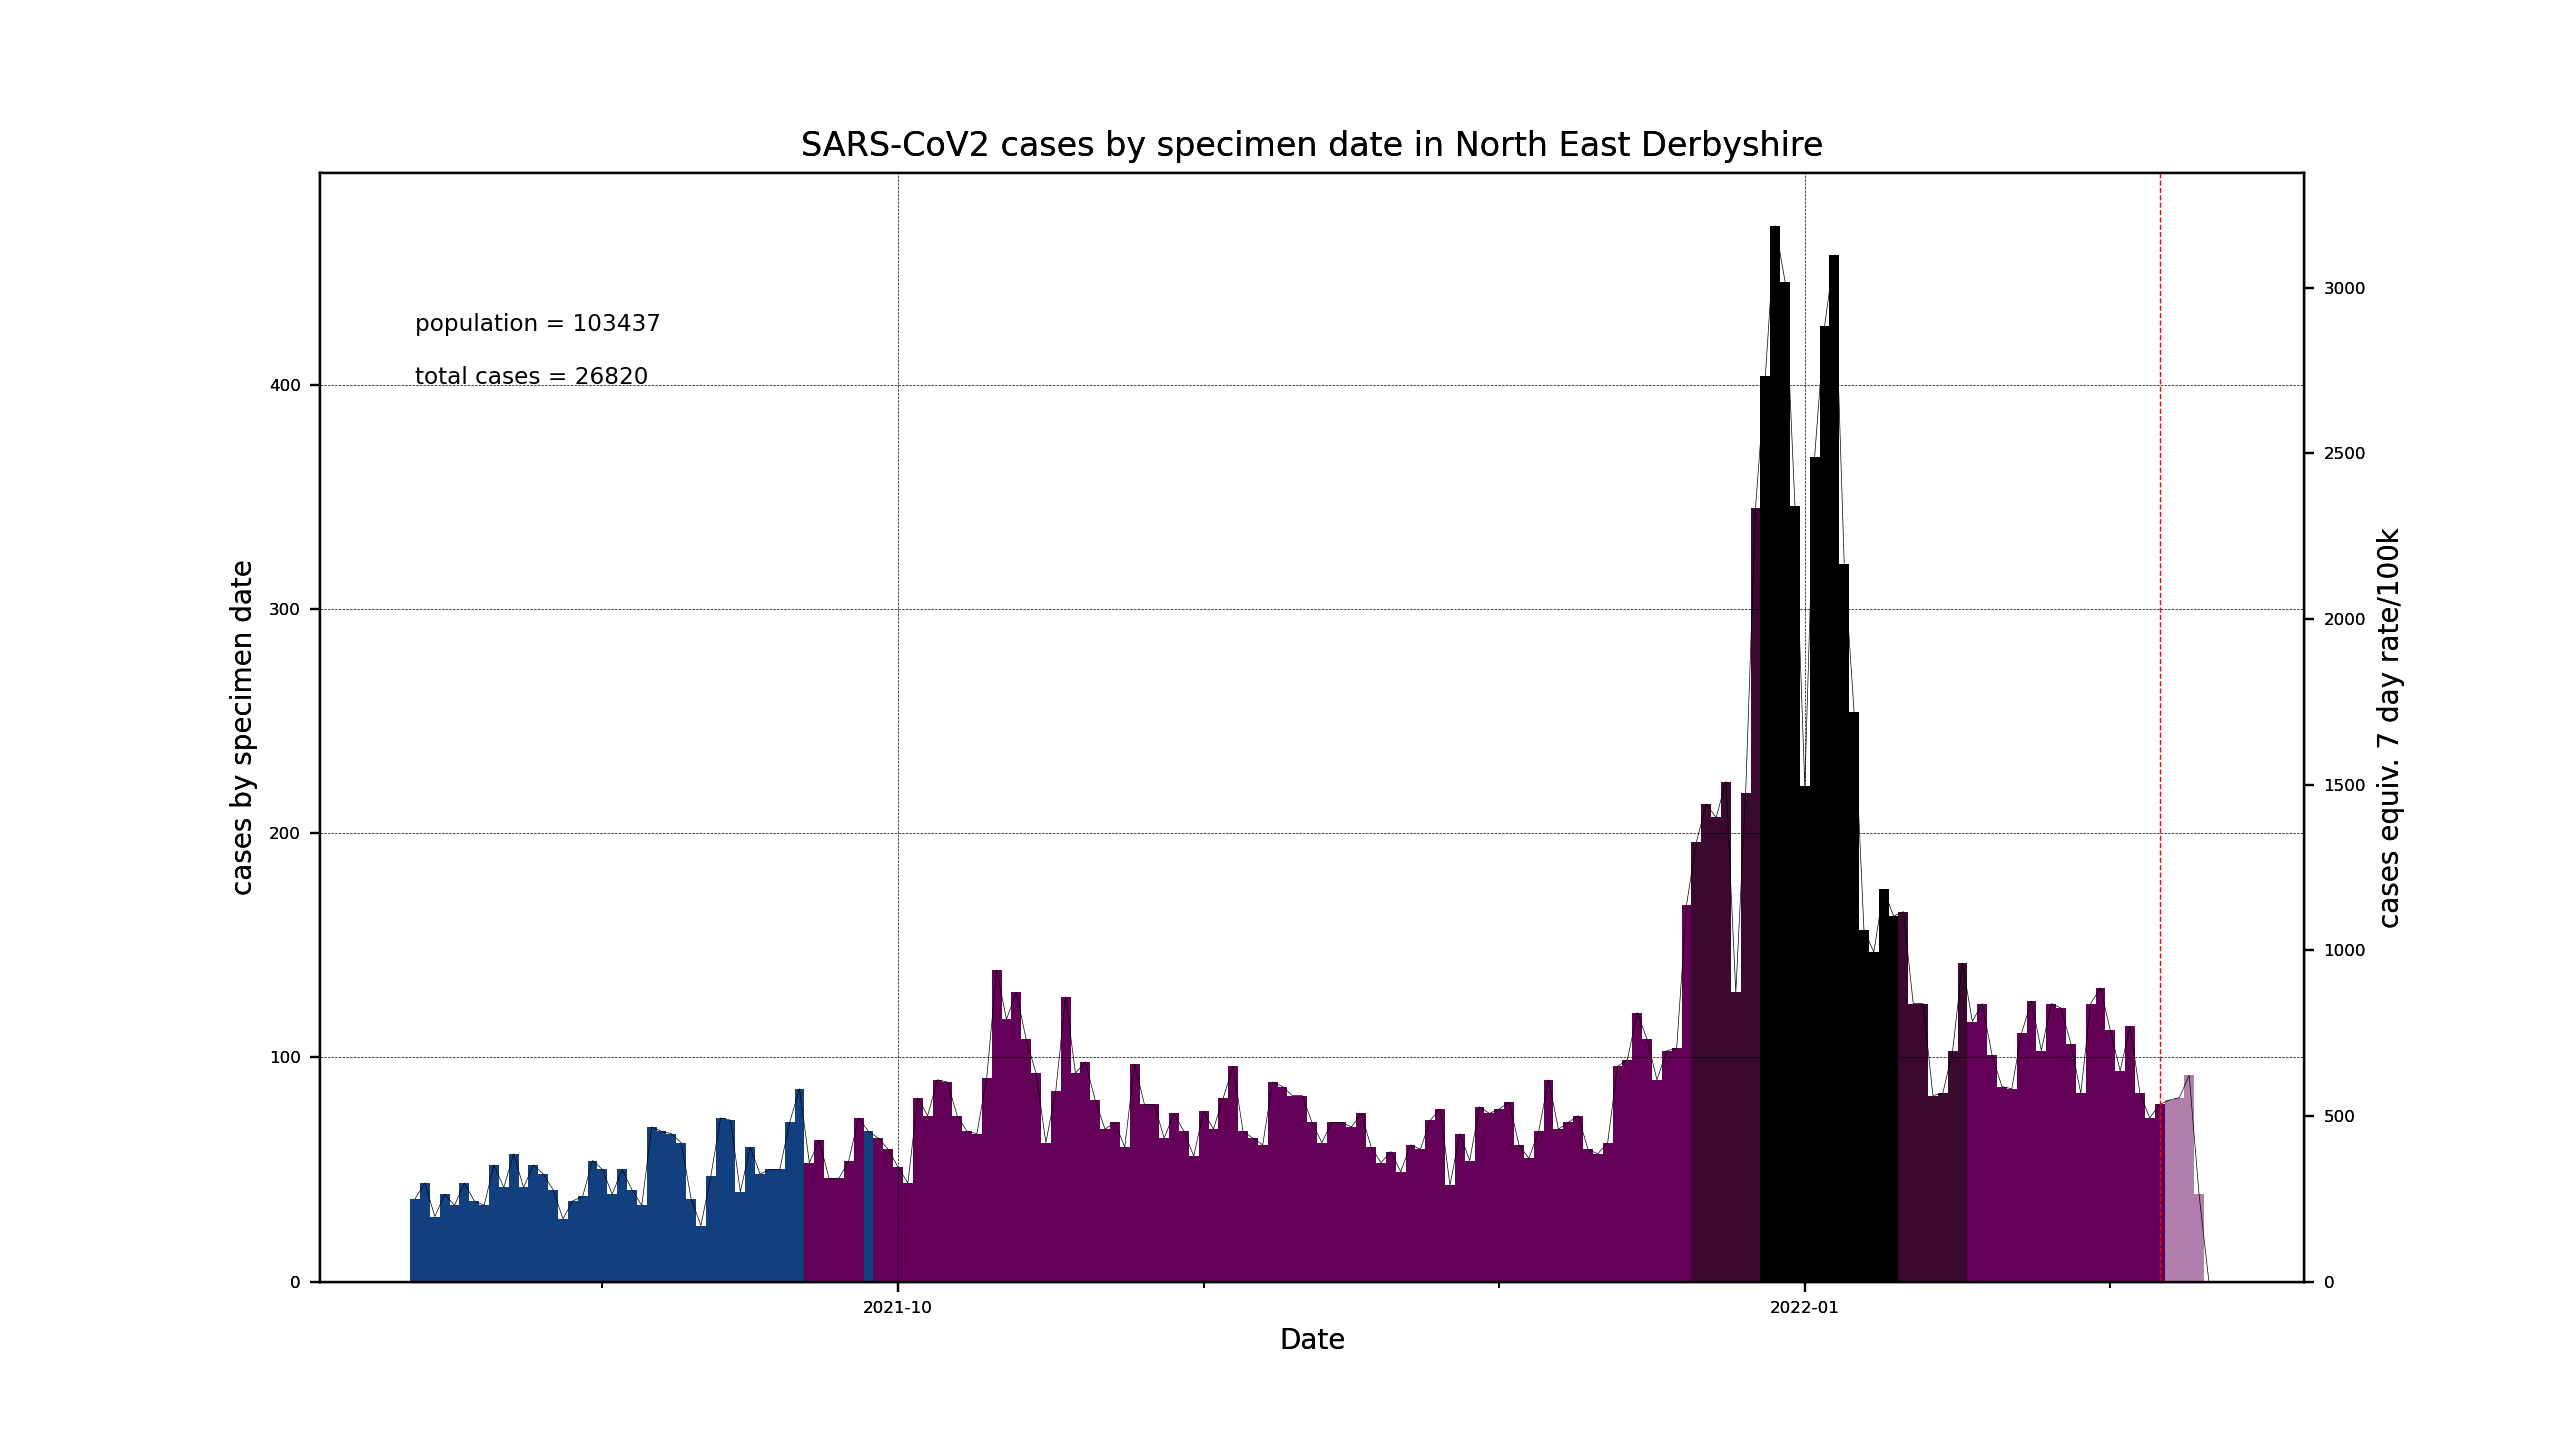 SARS-CoV2 cases by specimen date in North East Derbyshire
population = 103437
total cases = 26820
cases by specimen date
400
300
200
100
0
3000
2500
2000
1500
1000
500
0
cases equiv. 7 day rate/100k
2021-10
2022-01
Date